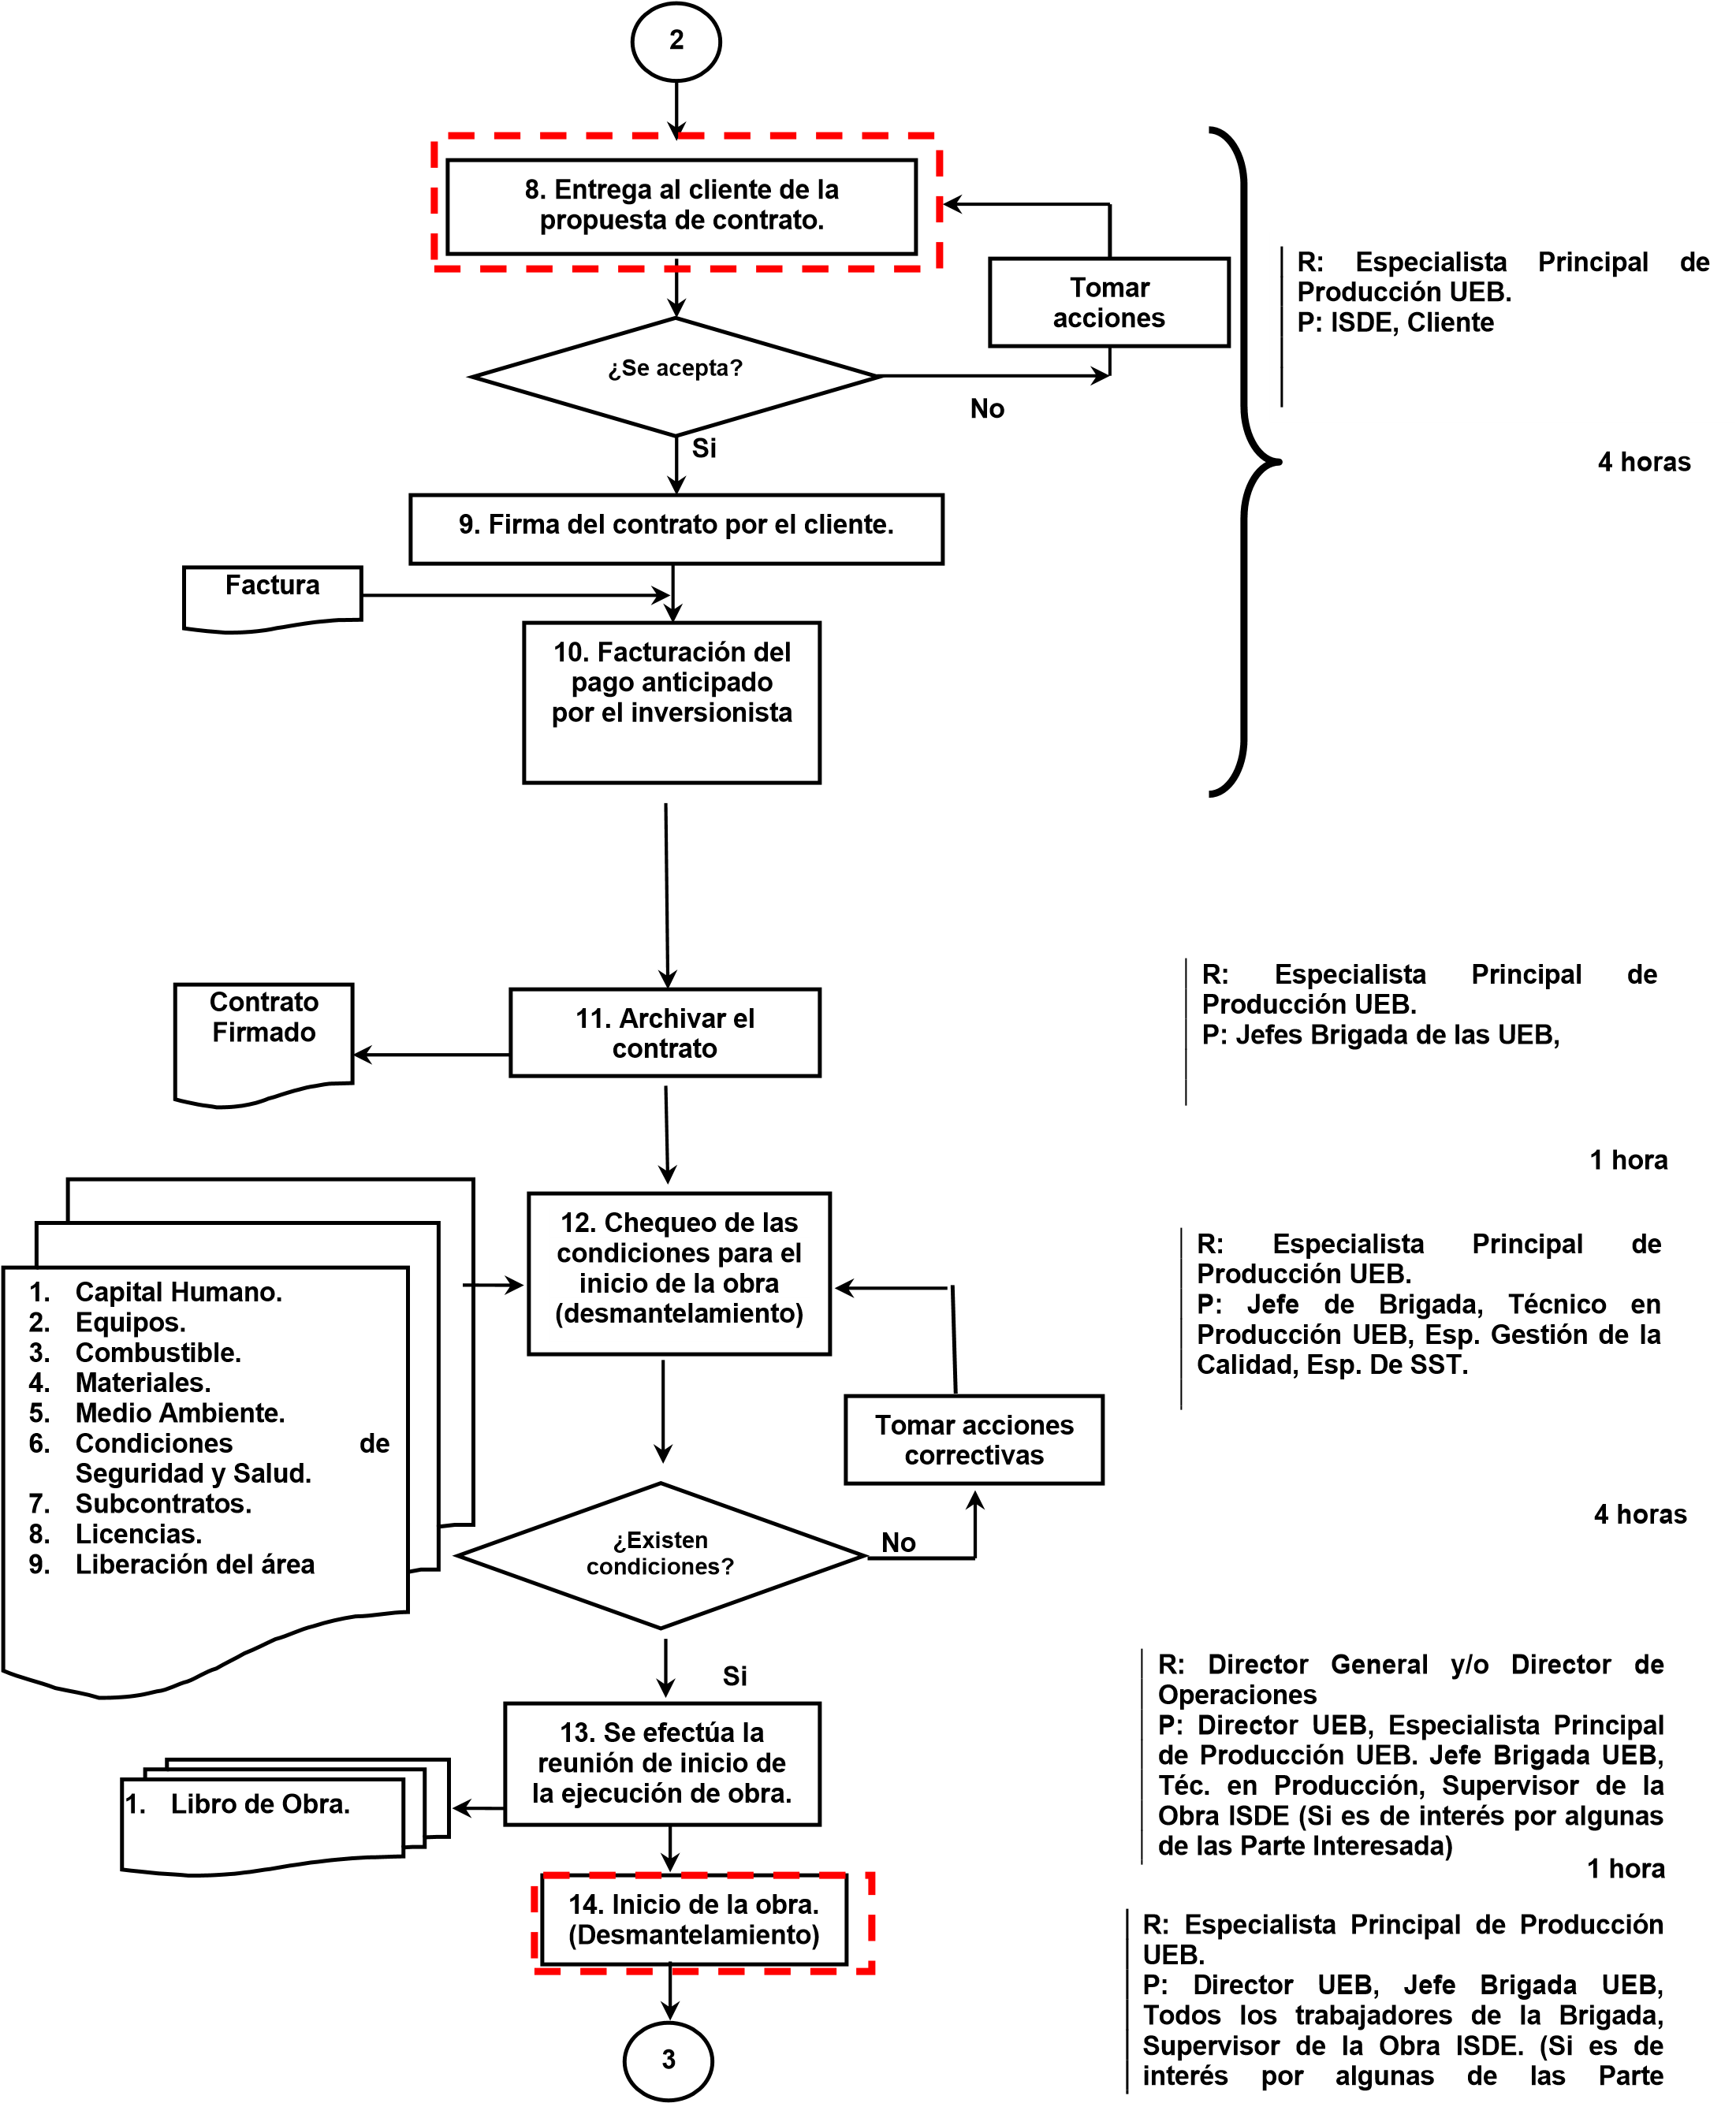 2
8. Entrega al cliente de la
propuesta de contrato.
Tomar
acciones
R: Especialista Principal de
Producción UEB.
P: ISDE, Cliente
¿Se acepta?
No
Si
4 horas
9. Firma del contrato por el cliente.
Factura
10. Facturación del
pago anticipado
por el inversionista
Contrato
Firmado
11. Archivar el
contrato
R: Especialista Principal de
Producción UEB.
P: Jefes Brigada de las UEB,
1 hora
12. Chequeo de las
condiciones para el
inicio de la obra
(desmantelamiento)
R: Especialista Principal de
Producción UEB.
P: Jefe de Brigada, Técnico en
Producción UEB, Esp. Gestión de la
Calidad, Esp. De SST.
1. Capital Humano.
2. Equipos.
3. Combustible.
4. Materiales.
5. Medio Ambiente.
6. Condiciones de
Seguridad y Salud.
7. Subcontratos.
8. Licencias.
9. Liberación del área
Tomar acciones
correctivas
4 horas
¿Existen
condiciones?
No
Si
13. Se efectúa la
reunión de inicio de
la ejecución de obra.
R: Director General y/o Director de
Operaciones
P: Director UEB, Especialista Principal
de Producción UEB. Jefe Brigada UEB,
Téc. en Producción, Supervisor de la
Obra ISDE (Si es de interés por algunas
de las Parte Interesada)
1 hora
1. Libro de Obra.
14. Inicio de la obra.
(Desmantelamiento)
R: Especialista Principal de Producción
UEB.
P: Director UEB, Jefe Brigada UEB,
Todos los trabajadores de la Brigada,
Supervisor de la Obra ISDE. (Si es de
interés por algunas de las Parte
3